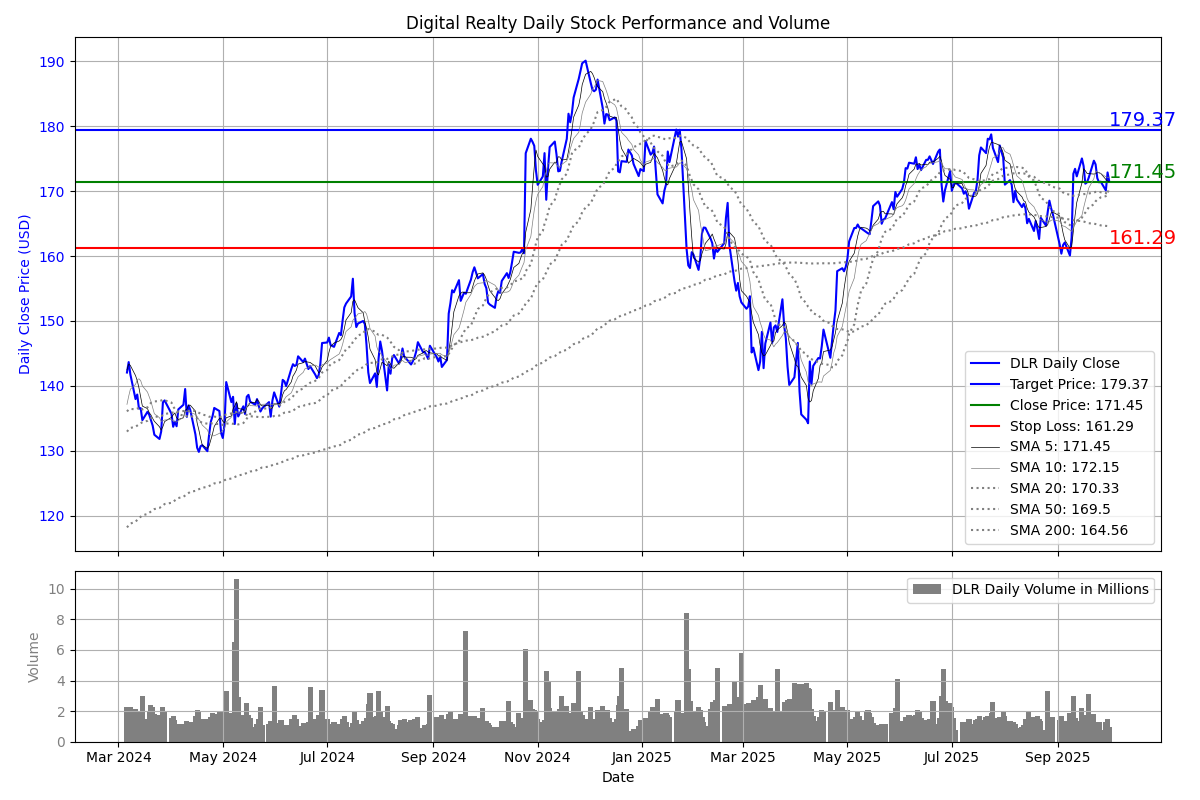 Digital Realty Daily Stock Performance and Volume
Daily Close Price (USD)
190
180
170
160
150
140
130
120
179.37
171.45
161.29
DLR Daily Close
Target Price: 179.37
Close Price: 171.45
Stop Loss: 161.29
SMA 5: 171.45
SMA 10: 172.15
SMA 20: 170.33
SMA 50: 169.5
SMA 200: 164.56
Volume
10
8
6
4
2
0
DLR Daily Volume in Millions
Mar 2024 May 2024 Jul 2024 Sep 2024 Nov 2024 Jan 2025 Mar 2025 May 2025 Jul 2025 Sep 2025
Date